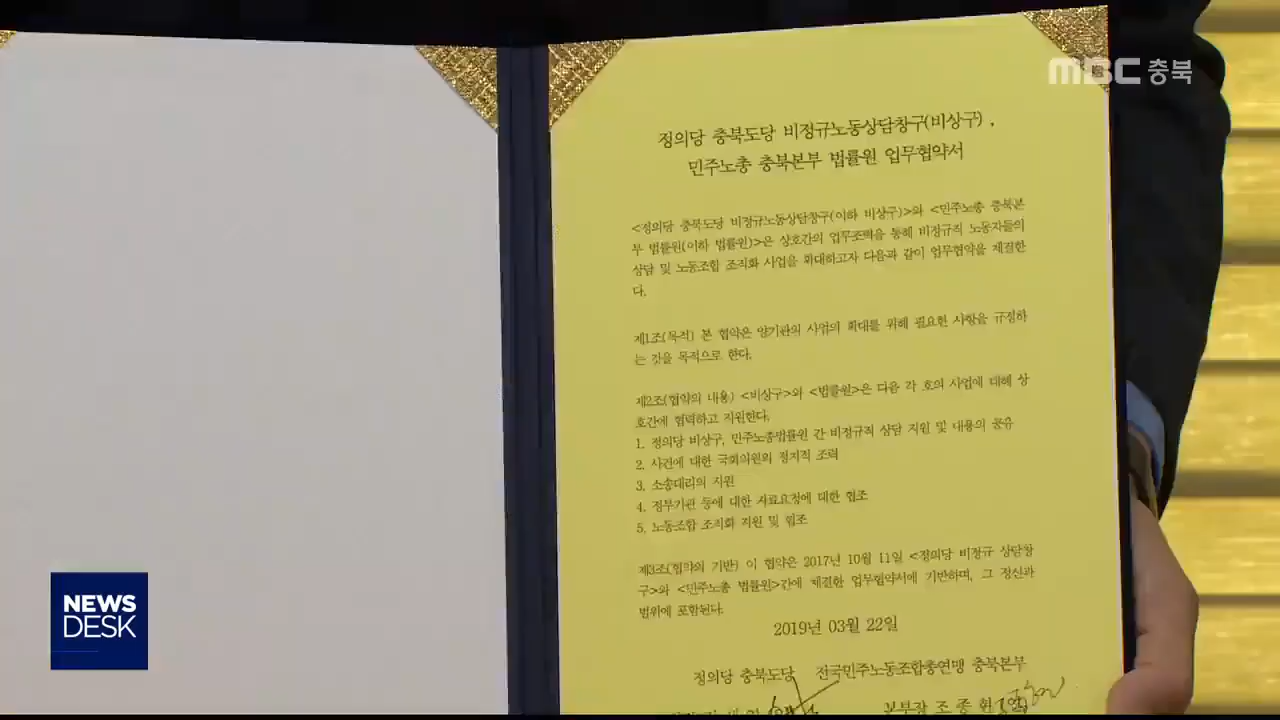 MBC 충북
정의당 충북도당 비정규노동상담창구(비상구) ,
민주노총 충북본부 법률원 업무협약서
<정의당 충북도당 비정규노동상담창구(이하 비상구)>와 <민주노총 충북본
부 법률원(이하 법률원)>은 상호간의 업무조력을 통해 비정규직 노동자들의
상담 및 노동조합 조직화 사업을 확대하고자 다음과 같이 업무협약을 체결한
다.
제1조(목적) 본 협약은 양기관의 사업의 확대를 위해 필요한 사항을 규정하
는 것을 목적으로 한다.
제2조(협약의 내용) <비상구>와 <법률원>은 다음 각 호의 사업에 대해 상
호간에 협력하고 지원한다.
1. 정의당 비상구, 민주노총법률원 간 비정규직 상담 지원 및 내용의 공유
2. 사건에 대한 국회의원의 정치적 조력
3. 소송대리의 지원
4. 정부기관 등에 대한 자료요청에 대한 협조
5. 노동조합 조직화 지원 및 협조
제3조(협약의 기반) 이 협약은 2017년 10월 11일 <정의당 비정규 상담창
구>와 <민주노총 법률원>간에 체결한 업무협약서에 기반하며, 그 정신과
범위에 포함된다.
2019년 03월 22일
정의당 충북도당 전국민주노동조합총연맹 충북본부
본부장 조 종 현
NEWS
DESK